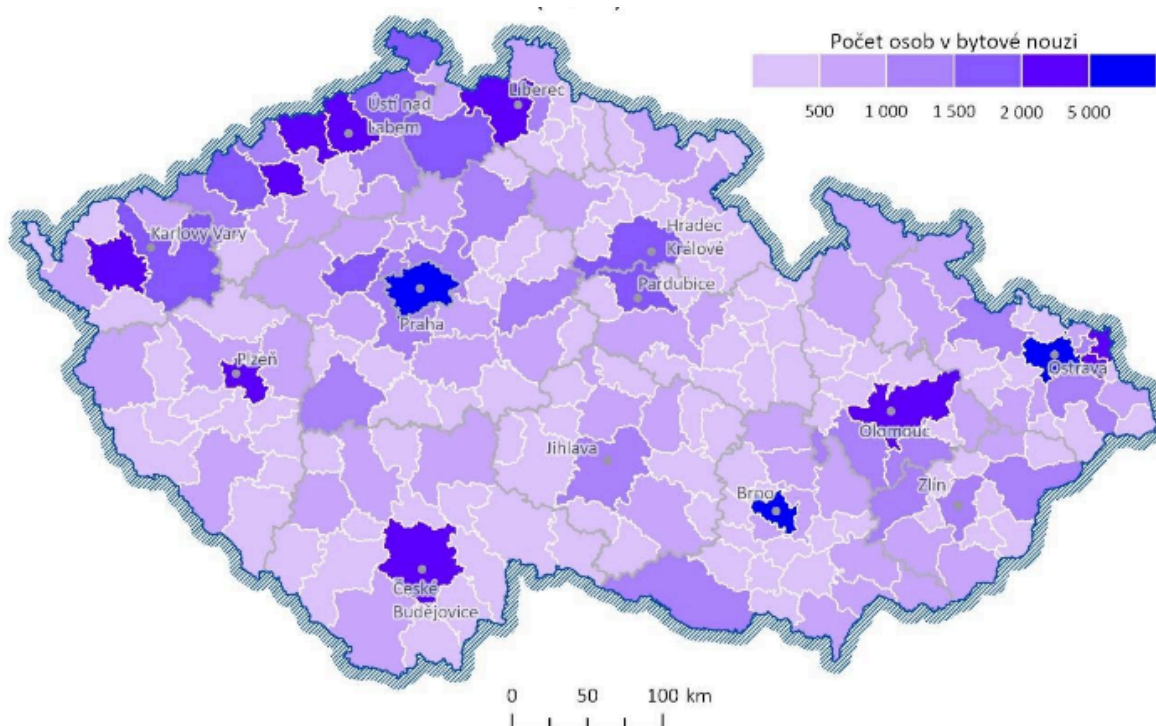 Počet osob v bytové nouzi
500 1 000 1 500 2 000 5 000
Liberec
Ústí nad
Labem
Karlovy Vary
Hradec
Králové
Pardubice
Praha
Plzeň
Ostrava
Olomouc
Jihlava
Zlín
Brno
České
Budějovice
0 50 100 km